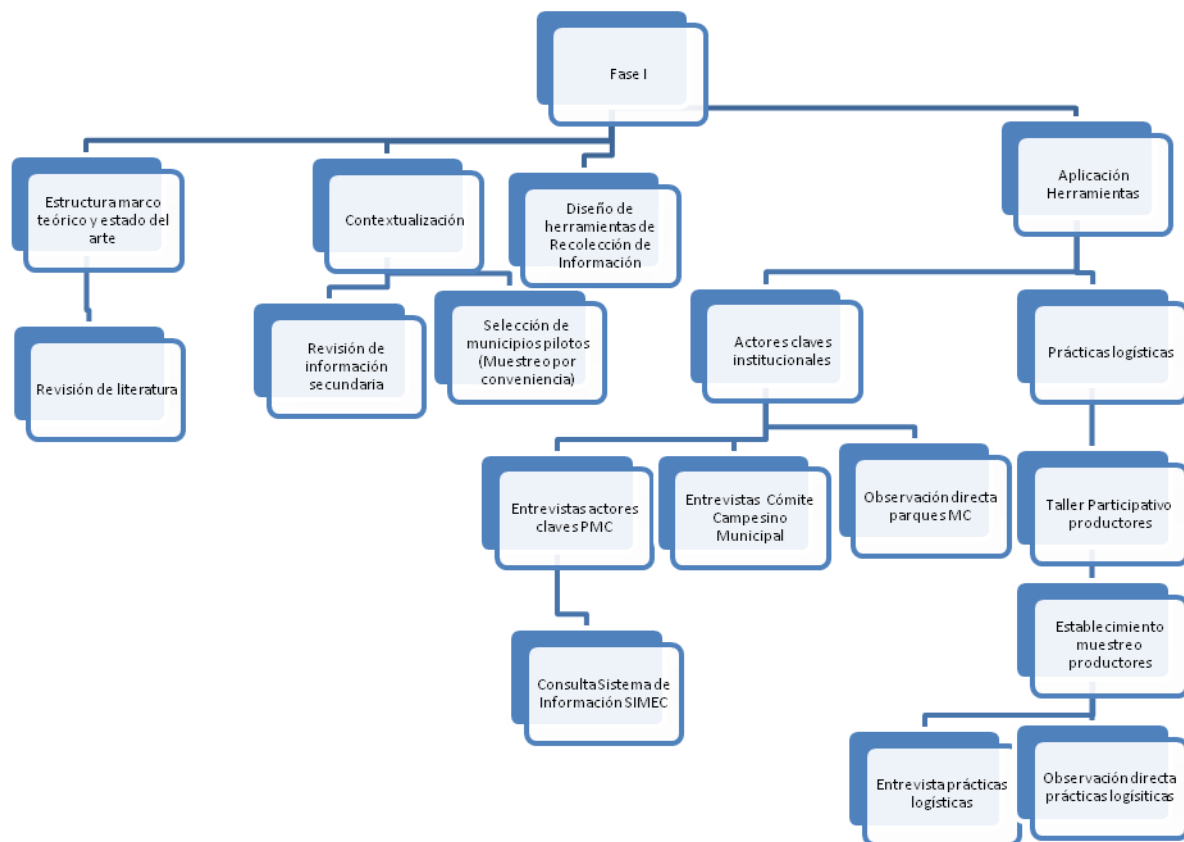 Fase I
Estructura marco
teórico y estado del
arte
Contextualización
Diseño de
herramientas de
Recolección de
Información
Aplicación
Herramientas
Revisión de literatura
Revisión de
información
secundaria
Selección de
municipios pilotos
(Muestreo por
conveniencia)
Actores claves
institucionales
Prácticas logísticas
Entrevistas actores
claves PMC
Entrevistas Cómite
Campesino
Municipal
Observación directa
parques MC
Taller Participativo
productores
Consulta Sistema de
Información SIMEC
Establecimiento
muestreo
productores
Entrevista prácticas
logísticas
Observación directa
prácticas logísiticas